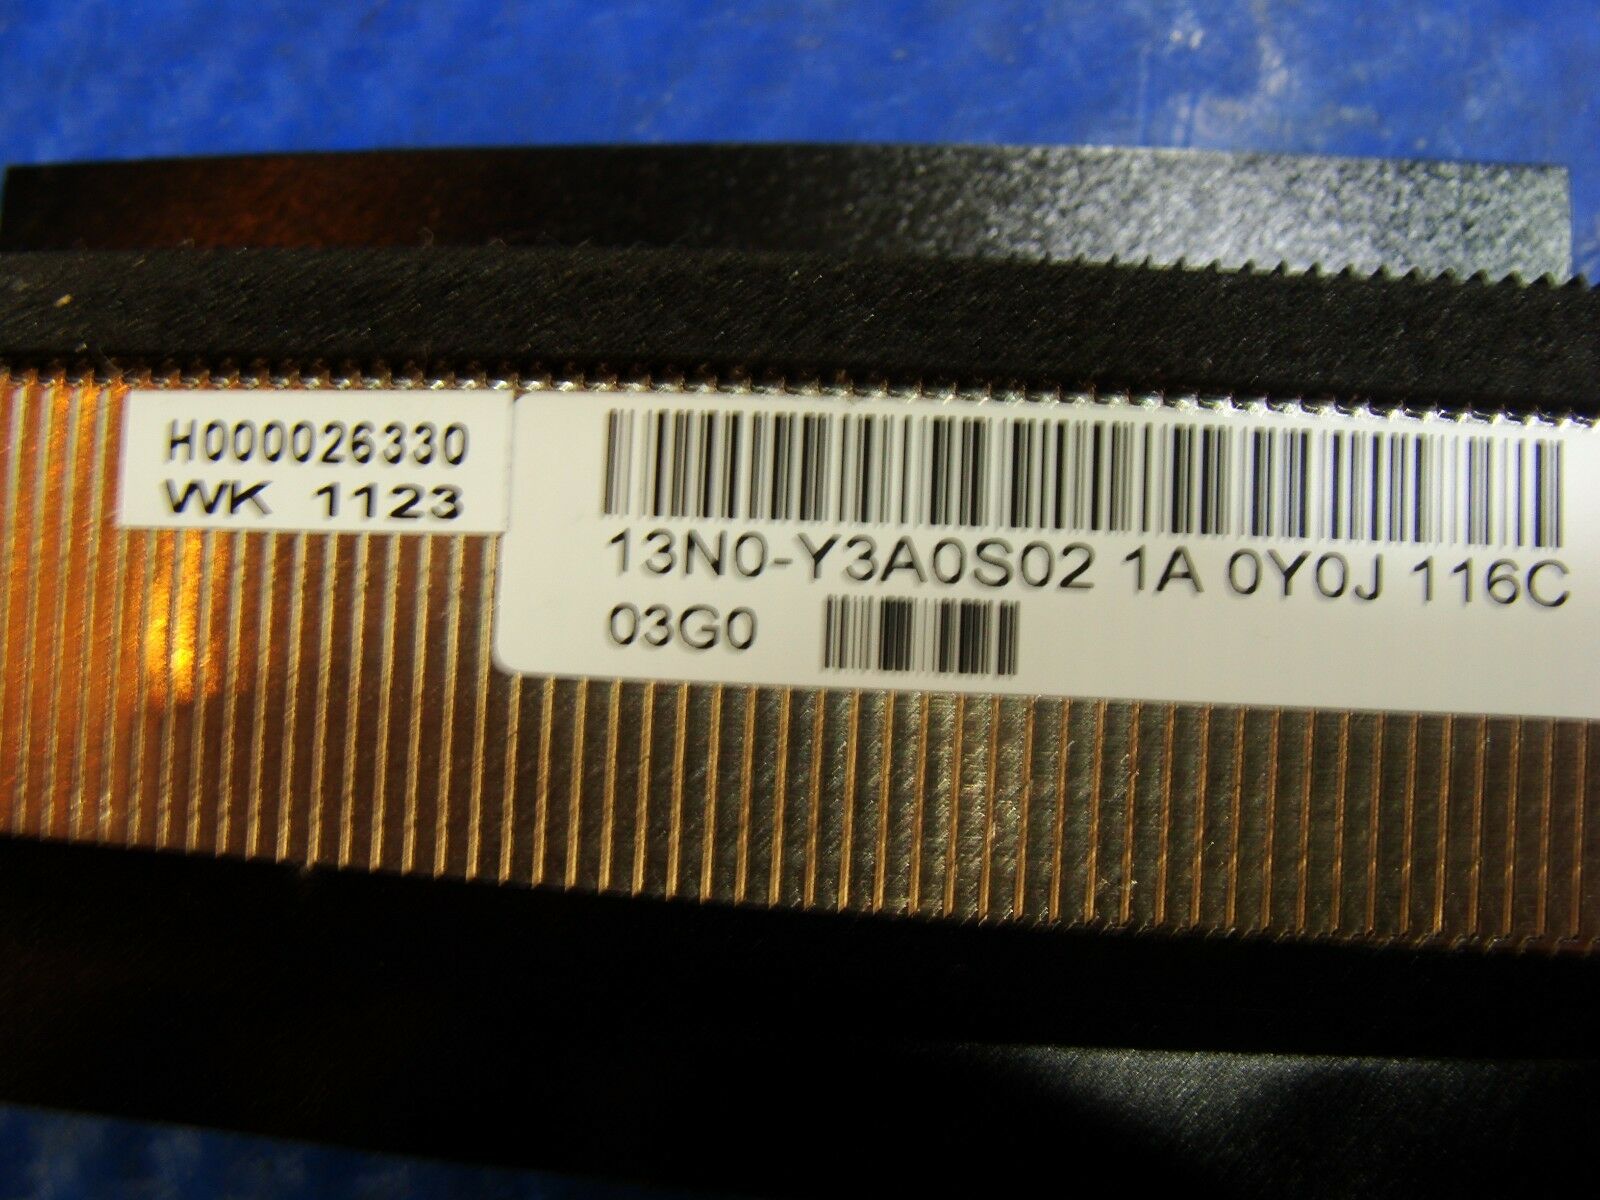 H000026330
WK 1123
13N0-Y3A0S02 1A 0Y0J 116C
03G0